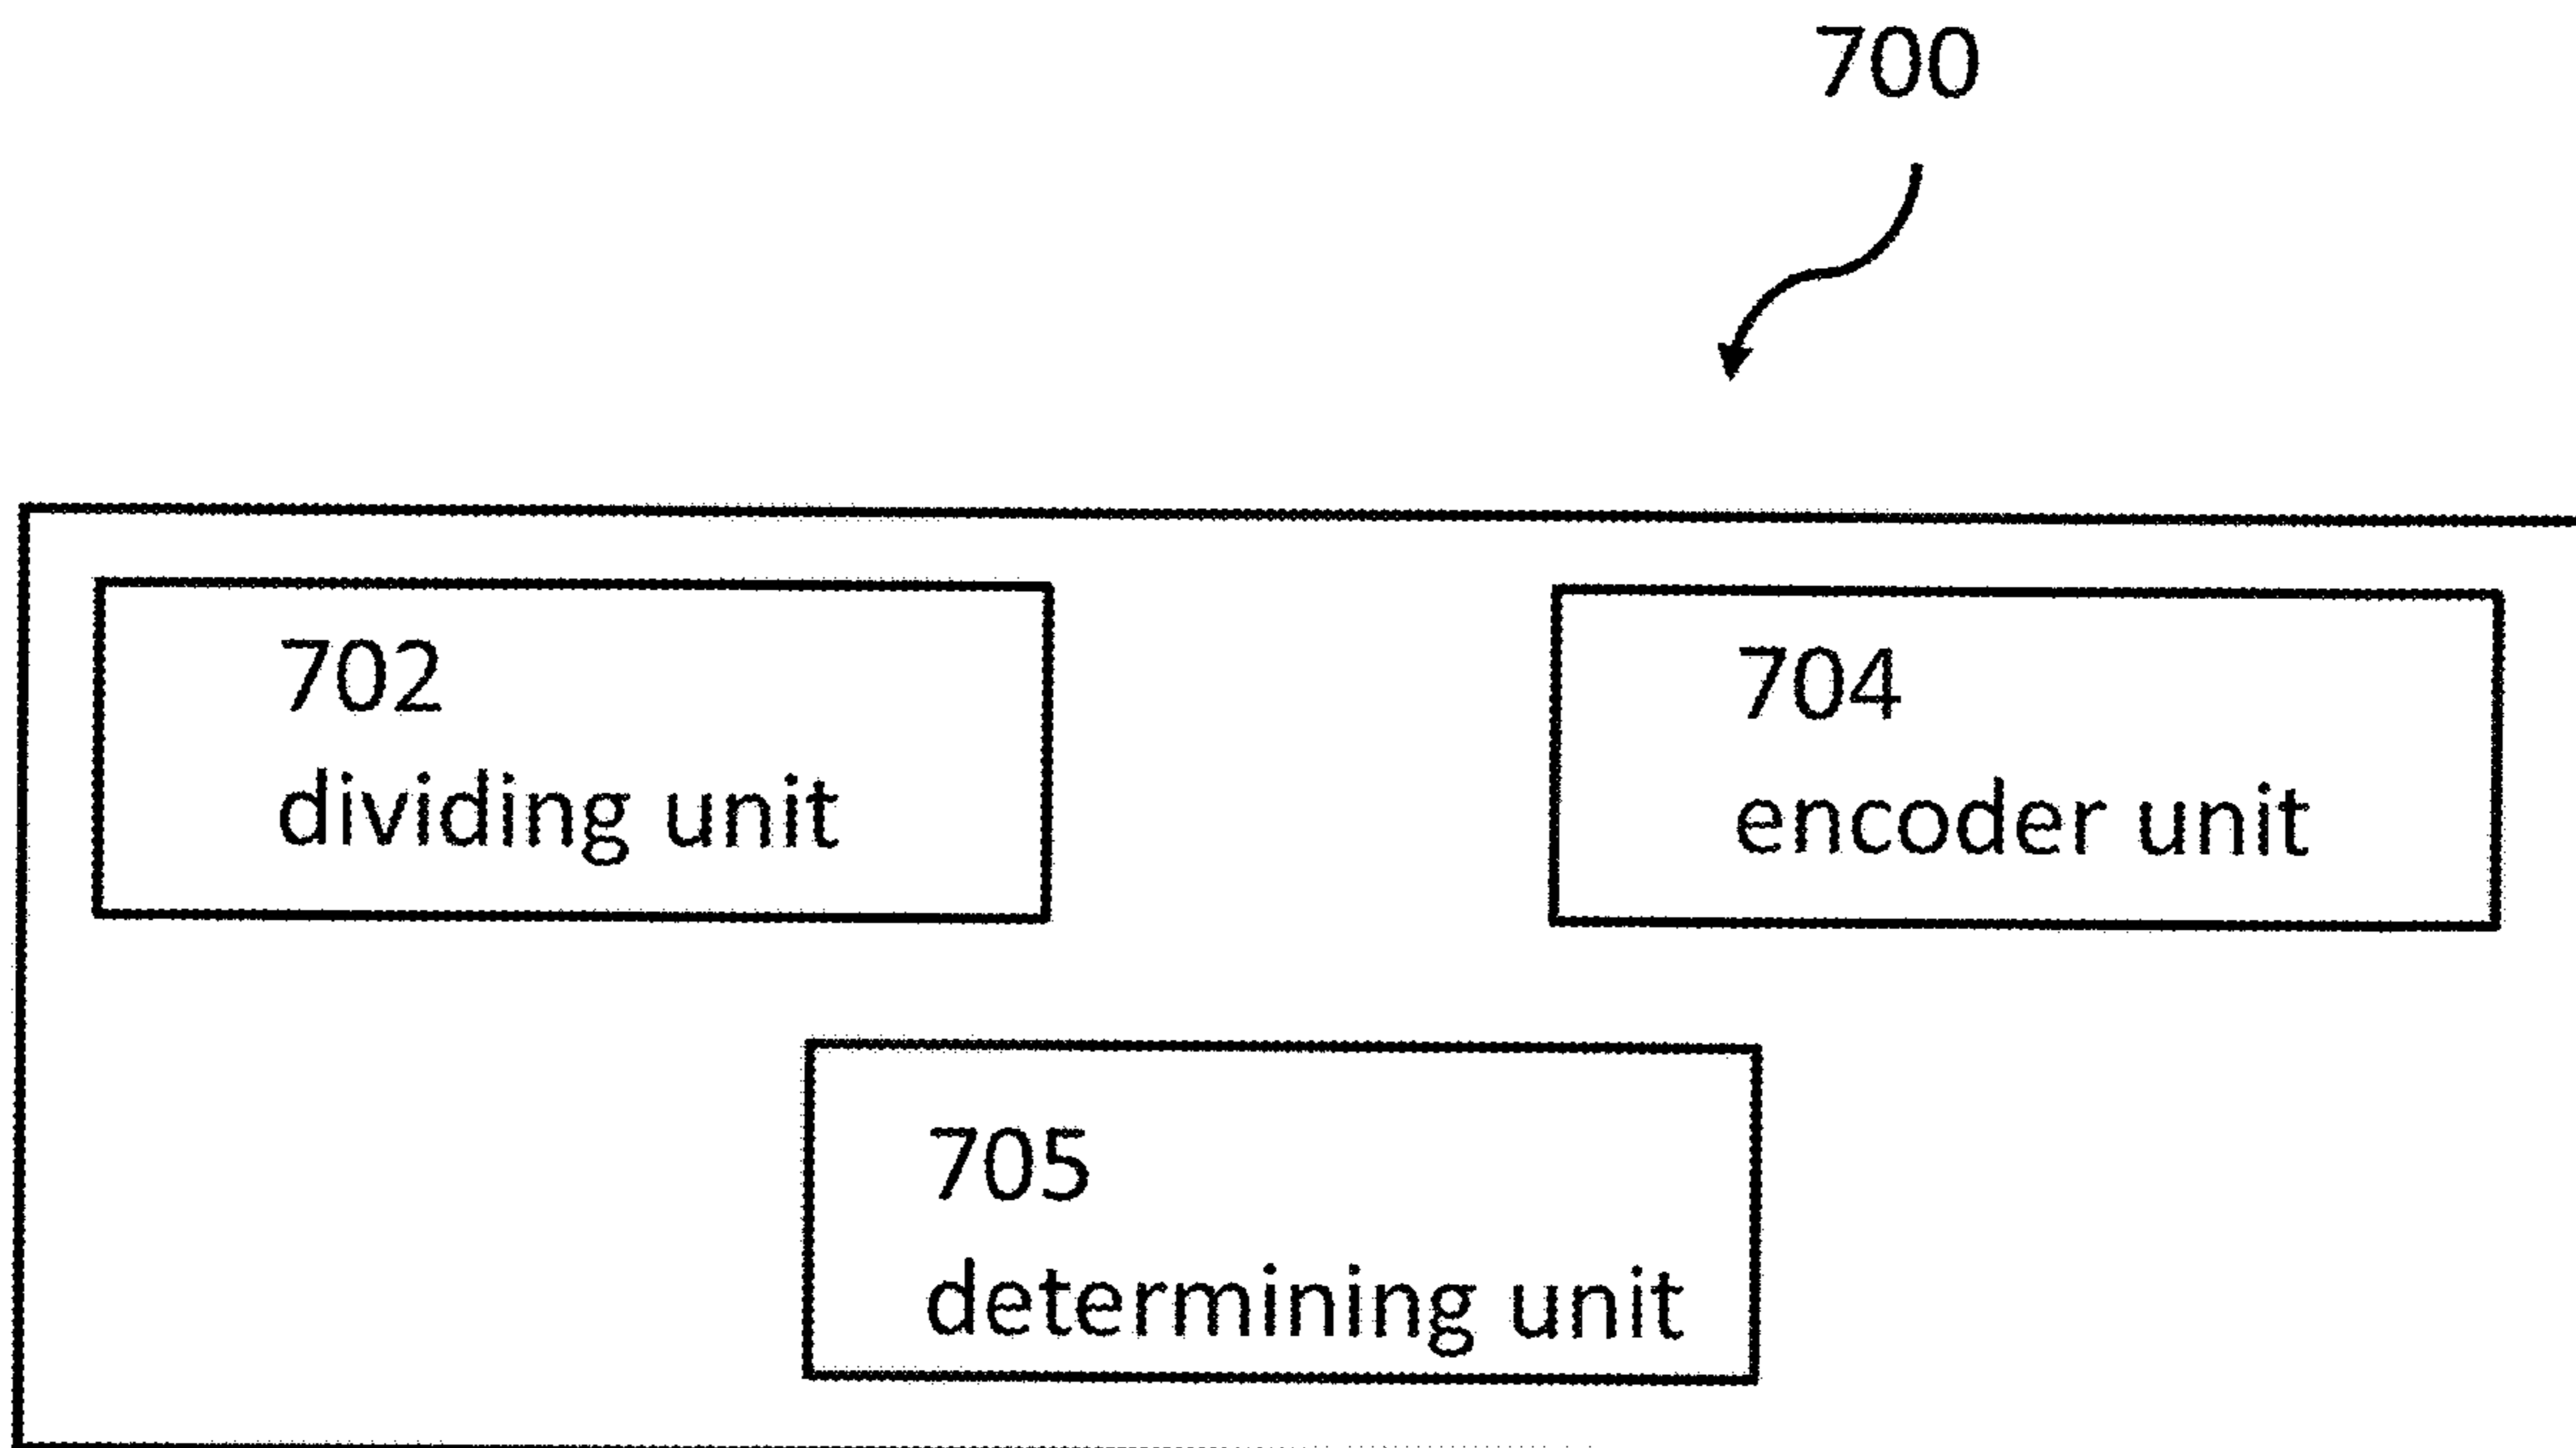 700
702
dividing unit
704
encoder unit
705
determining unit